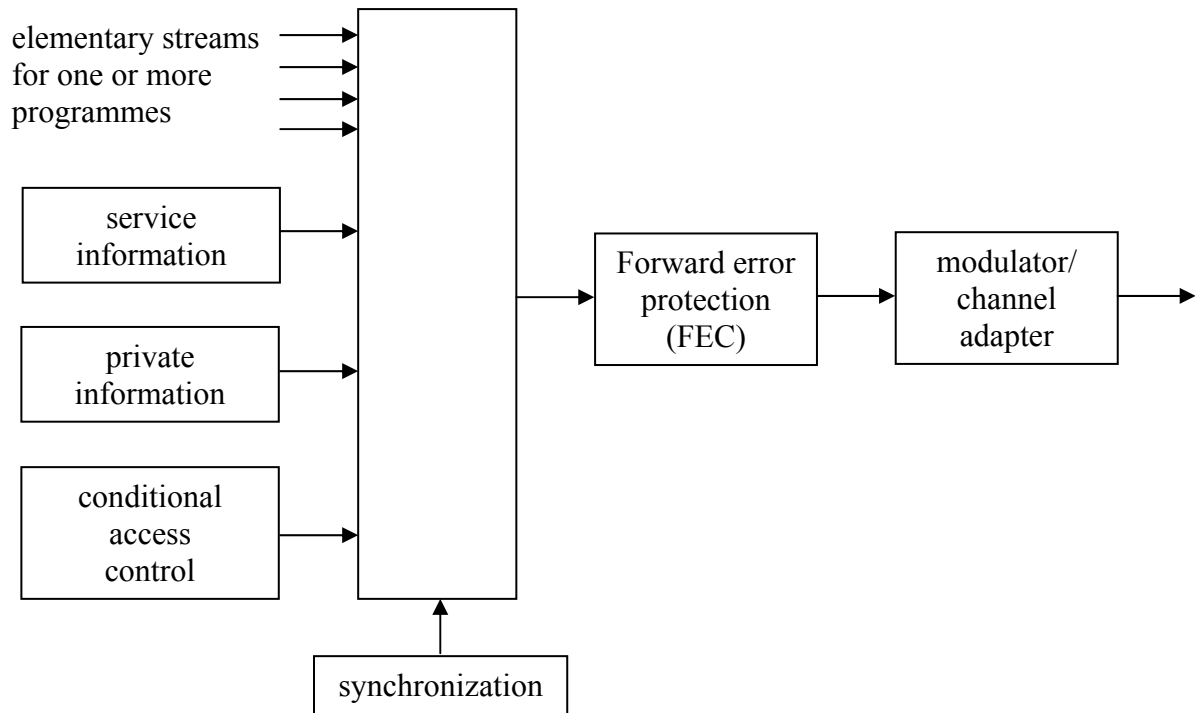 elementary streams
for one or more
programmes
service
information
private
information
conditional
access
control
synchronization
Forward error
protection
(FEC)
modulator/
channel
adapter